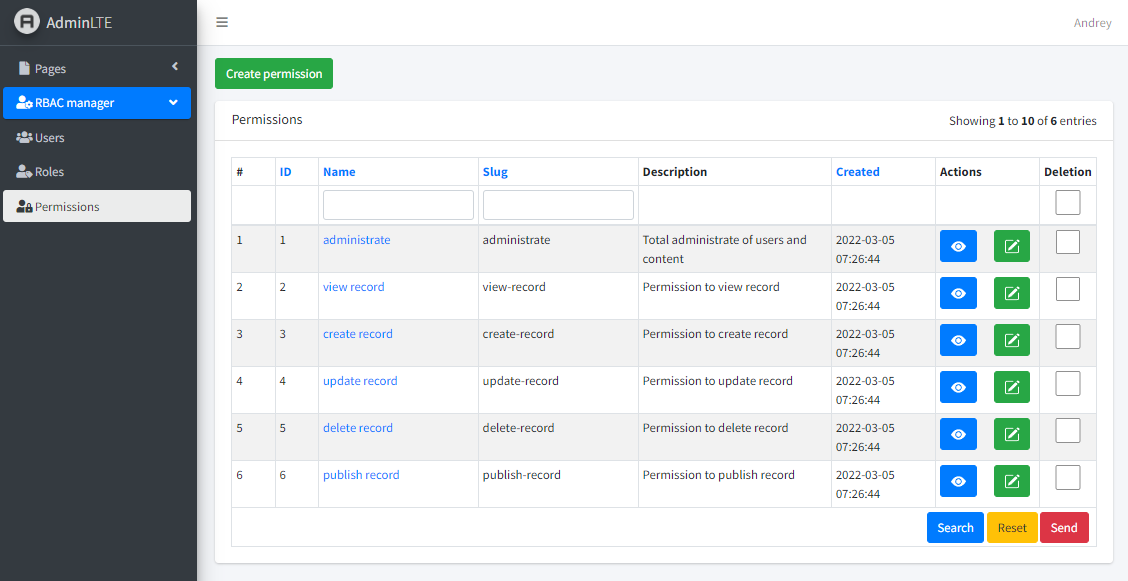 AdminLTE
Andrey
Pages
RBAC manager
Users
Roles
Permissions
Create permission
Permissions
Showing 1 to 10 of 6 entries
# ID Name Slug Description Created Actions Deletion
1 1 administrate administrate Total administrate of users and 2022-03-05
content 07:26:44
2 2 view record view-record Permission to view record 2022-03-05
07:26:44
3 3 create record create-record Permission to create record 2022-03-05
07:26:44
4 4 update record update-record Permission to update record 2022-03-05
07:26:44
5 5 delete record delete-record Permission to delete record 2022-03-05
07:26:44
6 6 publish record publish-record Permission to publish record 2022-03-05
07:26:44
Search Reset Send